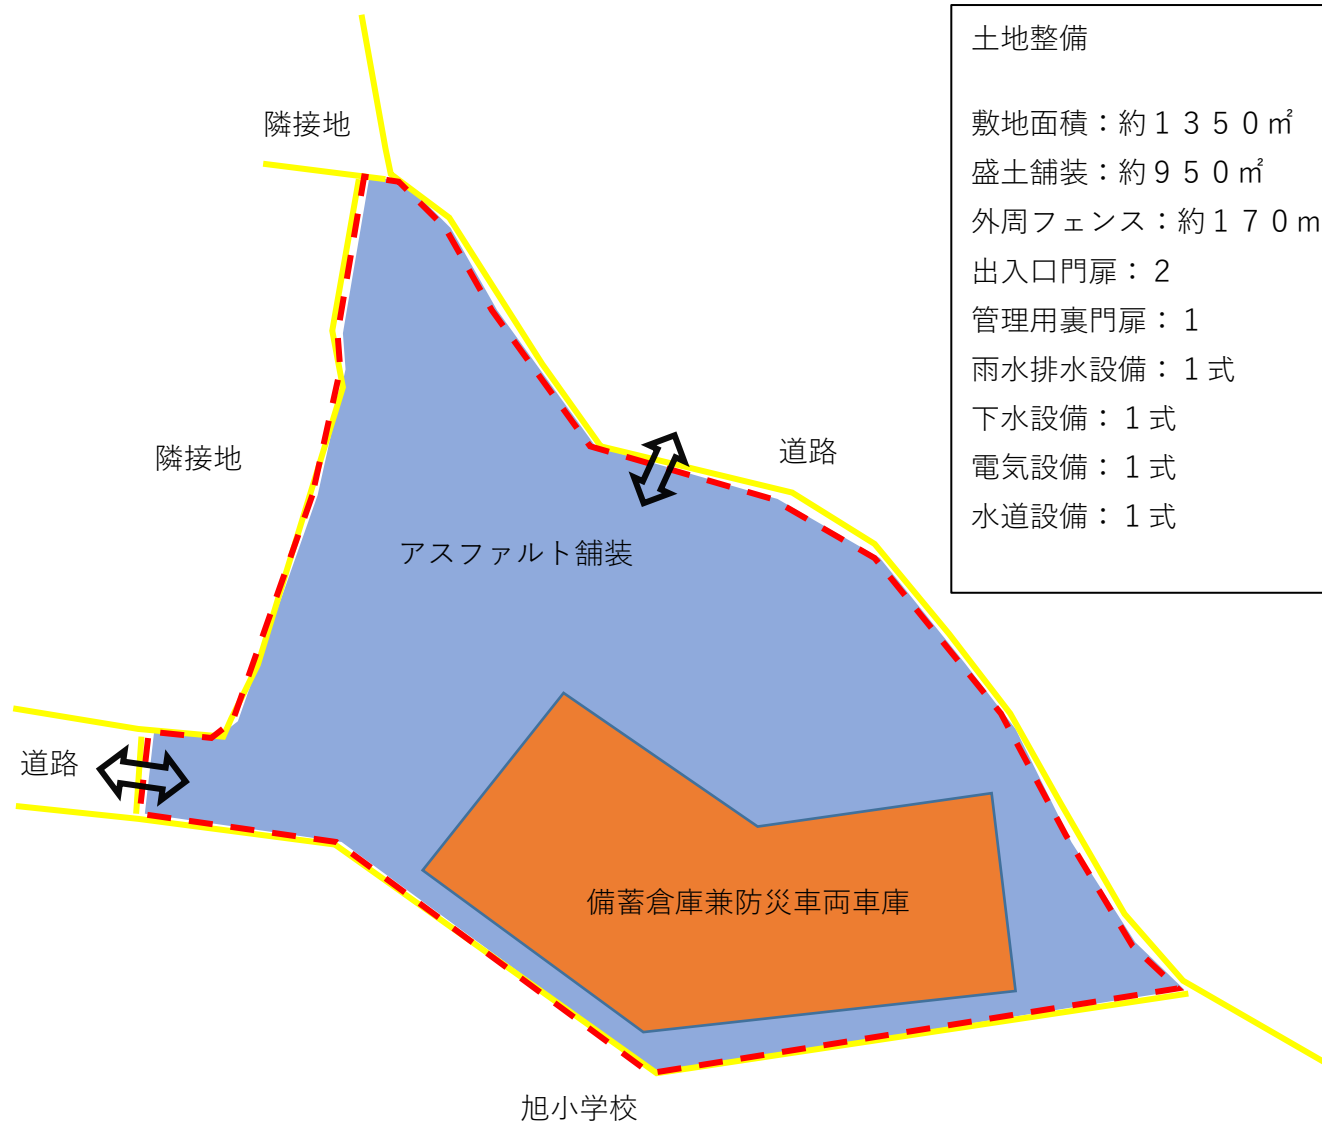 土地整備
敷地面積：約１３５０㎡
盛土舗装：約９５０㎡
外周フェンス：約１７０ｍ
出入口門扉：２
管理用裏門扉：１
雨水排水設備：１式
下水設備：１式
電気設備：１式
水道設備：１式
隣接地
隣接地
道路
アスファルト舗装
道路
備蓄倉庫兼防災車両車庫
旭小学校